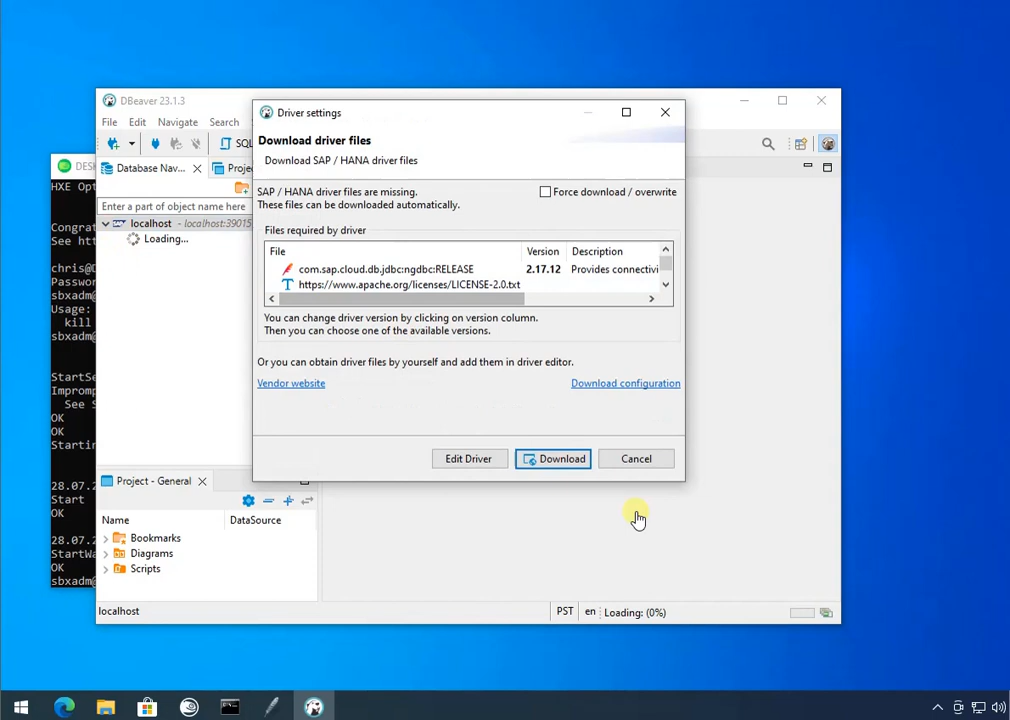 DBeaver 23.1.3
File Edit Navigate Search
SQL
DESK
Database Nav...
Proje
HXE Opt
Enter a part of object name here
localhost - localhost:39015
Loading...
Congrat
See htt
chris@D
Passwor
sbxadm@
Usage:
kill
sbxadm@
StartSe
Impromp
See S
OK
OK
Startin
28.07.2
Start
OK
28.07.2
StartWa
OK
sbxadm@
Driver settings
Download driver files
Download SAP / HANA driver files
SAP / HANA driver files are missing.
These files can be downloaded automatically.
Force download / overwrite
Files required by driver
File Version Description
com.sap.cloud.db.jdbc:ngdbc:RELEASE 2.17.12 Provides connectivi
T https://www.apache.org/licenses/LICENSE-2.0.txt
You can change driver version by clicking on version column.
Then you can choose one of the available versions.
Or you can obtain driver files by yourself and add them in driver editor.
Vendor website Download configuration
Edit Driver Download Cancel
Project - General
Name DataSource
Bookmarks
Diagrams
Scripts
localhost PST en Loading: (0%)